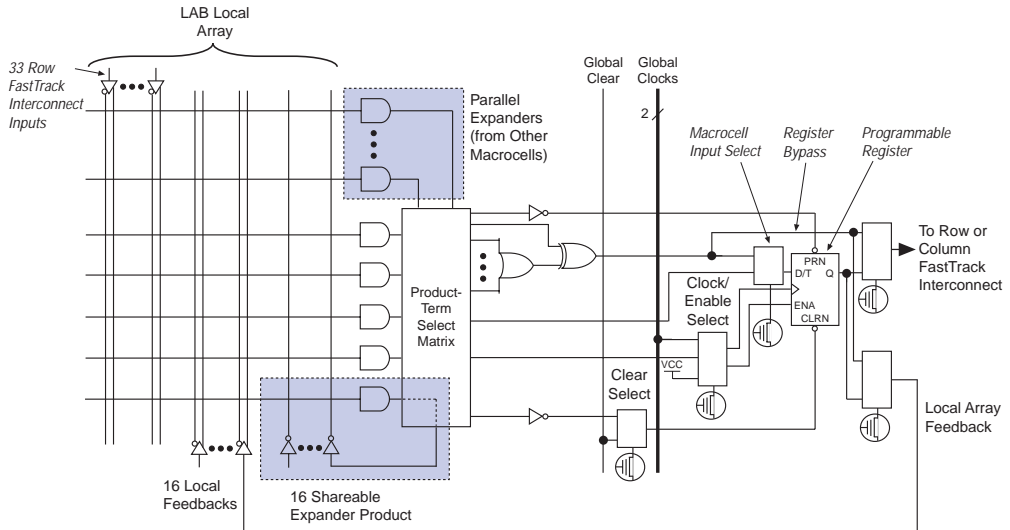 LAB Local
Array
33 Row
FastTrack
Interconnect
Inputs
Parallel
Expanders
(from Other
Macrocells)
Global
Clear
Global
Clocks
2
Macrocell
Input Select
Register
Bypass
Programmable
Register
To Row or
Column
FastTrack
Interconnect
PRN
D/T
Q
ENA
CLRN
Product-
Term
Select
Matrix
Clock/
Enable
Select
VCC
Clear
Select
Local Array
Feedback
16 Local
Feedbacks
16 Shareable
Expander Product